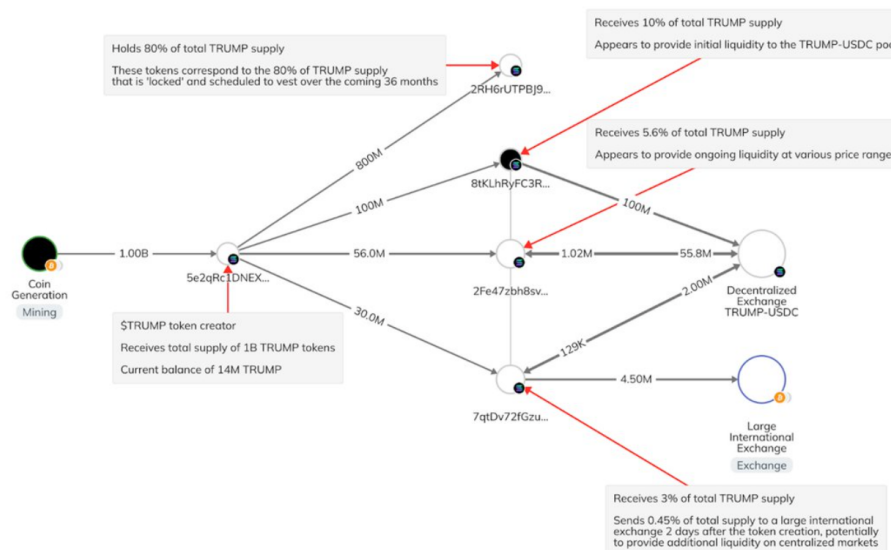 Holds 80% of total TRUMP supply
These tokens correspond to the 80% of TRUMP supply
that is 'locked' and scheduled to vest over the coming 36 months
Receives 10% of total TRUMP supply
Appears to provide initial liquidity to the TRUMP-USDC poo
2RH6rUTPBJ9...
Receives 5.6% of total TRUMP supply
Appears to provide ongoing liquidity at various price range
800M
8tKLhRyFC3R...
100M
100M
1.00B
56.0M
1.02M
55.8M
5e2qRc1DNEX...
Coin
Generation
Mining
2Fe47zbh8sv...
2.00M
Decentralized
Exchange
TRUMP-USDC
30.0M
$TRUMP token creator
Receives total supply of 1B TRUMP tokens
Current balance of 14M TRUMP
129K
4.50M
7qtDv72fGzu...
Large
International
Exchange
Exchange
Receives 3% of total TRUMP supply
Sends 0.45% of total supply to a large international
exchange 2 days after the token creation, potentially
to provide additional liquidity on centralized markets